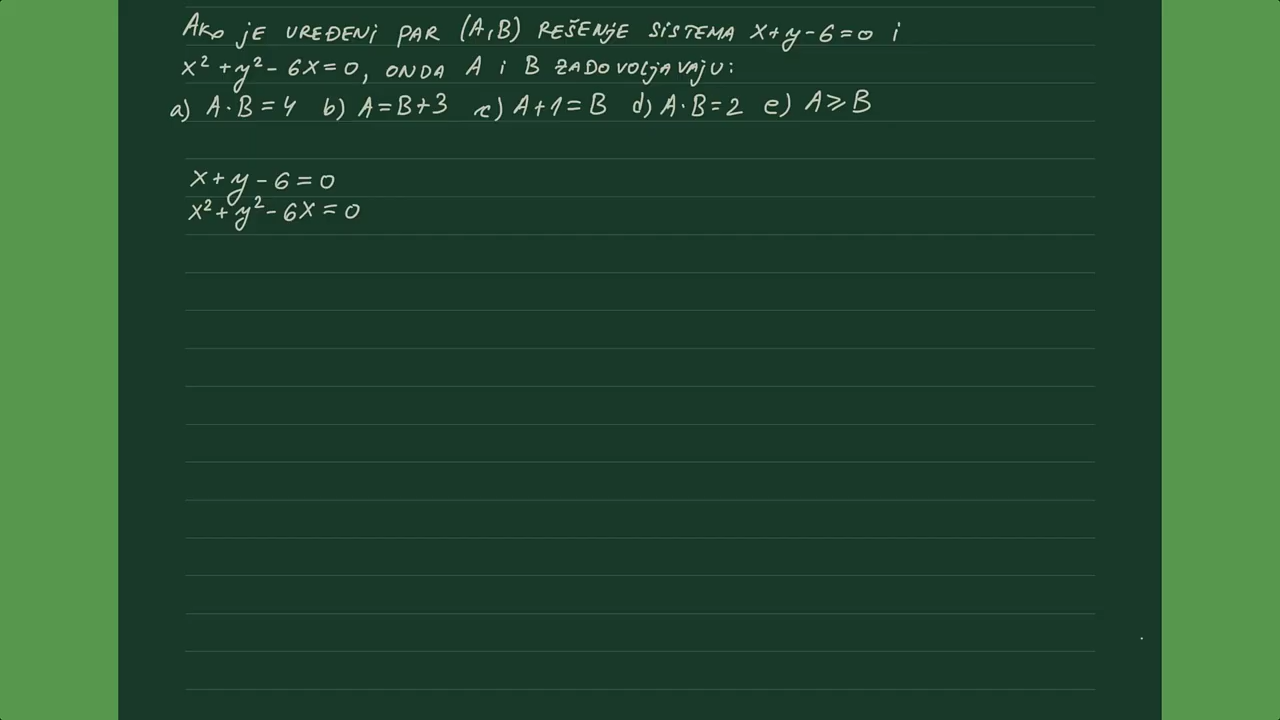 Ako je uređeni par (A,B) rešenje sistema x+y-6=0 i
x²+y²-6x=0, onda A i B zadovoljavaju:
a) A·B=4 b) A=B+3 c) A+1=B d) A·B=2 e) A⩾B
x+y-6=0
x²+y²-6x=0